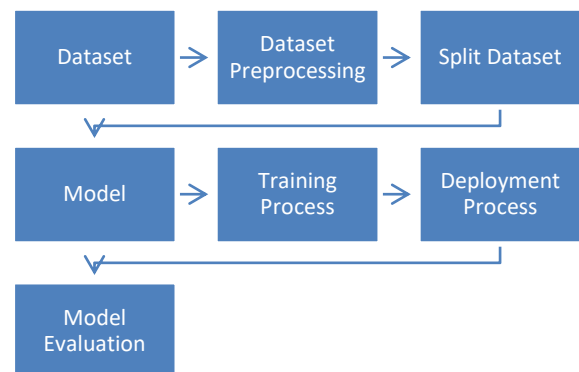 Dataset
Dataset
Preprocessing
Split Dataset
Model
Training
Process
Deployment
Process
Model
Evaluation